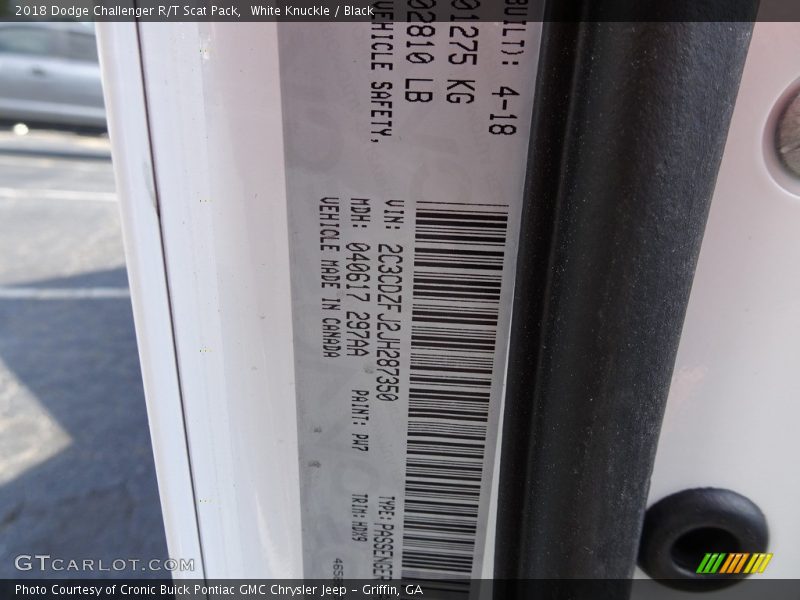 2018 Dodge Challenger R/T Scat Pack, White Knuckle / Black
BUILT): 4-18
01275 KG
02810 LB
VEHICLE SAFETY,
VIN: 2C3CDZFJ2JH287350
TYPE: PASSENGER
MDH: 040617 297AA
PAINT: PW7
TRIM: HDX9
VEHICLE MADE IN CANADA
GTCARLOT.COM
Photo Courtesy of Cronic Buick Pontiac GMC Chrysler Jeep – Griffin, GA